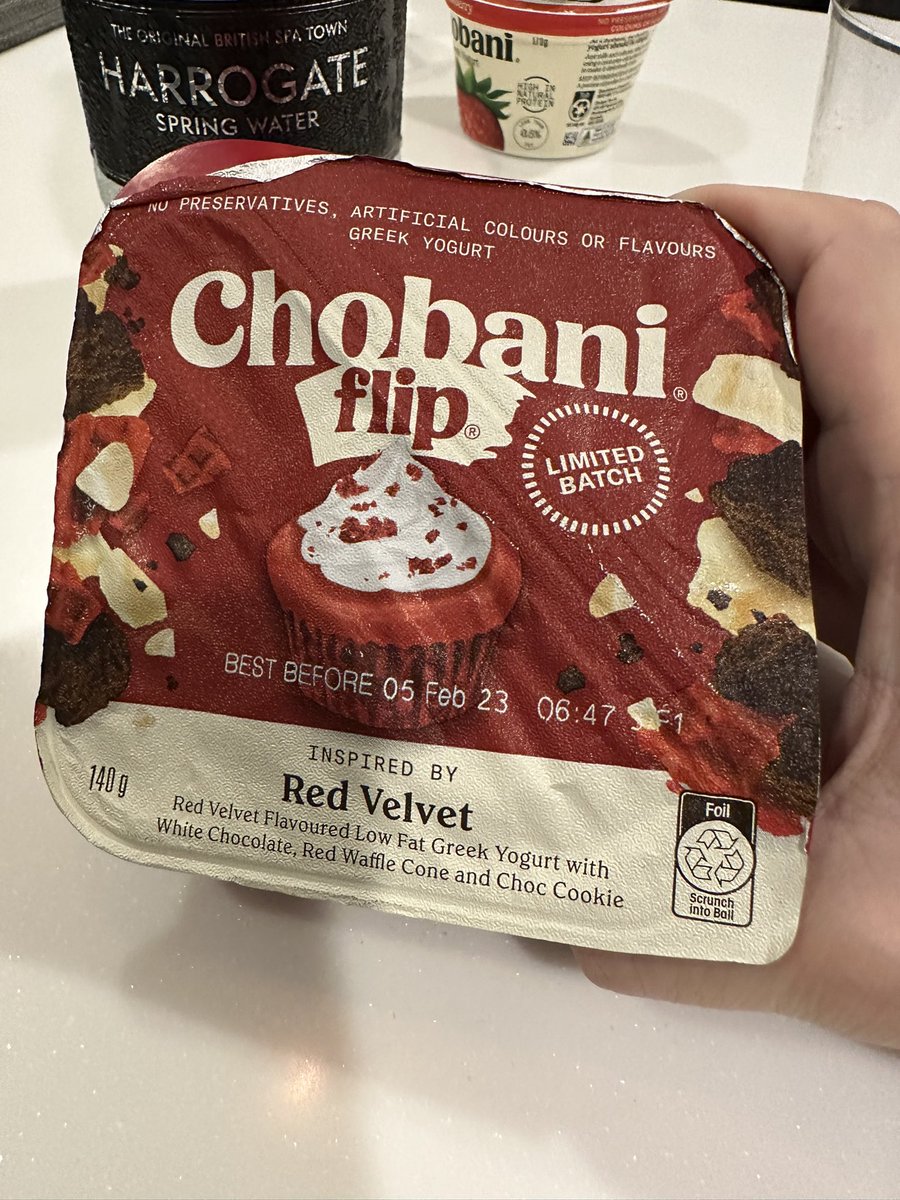 THE ORIGINAL BRITISH SPA TOWN
HARROGATE
SPRING WATER
obani
170g
HIGH IN
NATURAL
PROTEIN
NO PRESERVATIVES, ARTIFICIAL COLOURS OR FLAVOURS
GREEK YOGURT
Chobani®
flip®
LIMITED
BATCH
BEST BEFORE 05 Feb 23 06:47
INSPIRED BY
Red Velvet
140 g
Red Velvet Flavoured Low Fat Greek Yogurt with
White Chocolate, Red Waffle Cone and Choc Cookie
Foil
Scrunch
into Ball